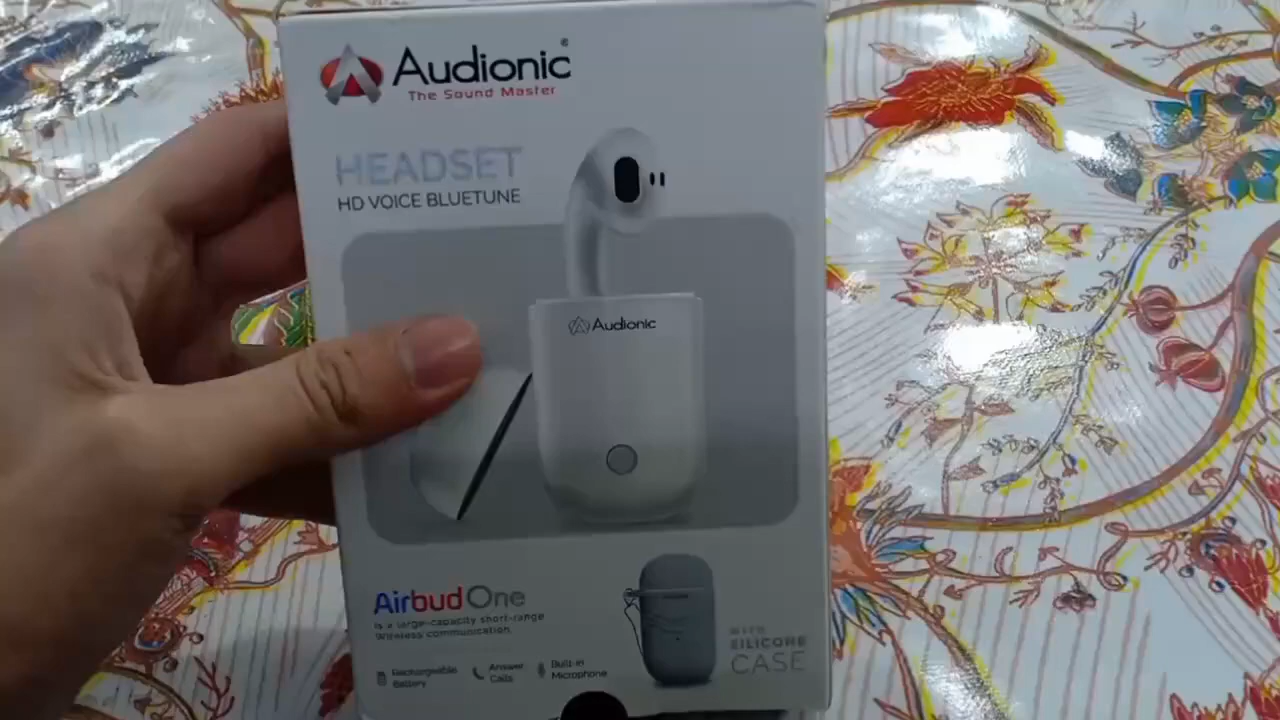 Audionic®
The Sound Master
HEADSET
HD VOICE BLUETUNE
Audionic
Airbud One
is a large-capacity short-range
Wireless communication.
WITH
SILICONE
CASE
Rechargeable
Battery
Answer
Calls
Built-in
Microphone